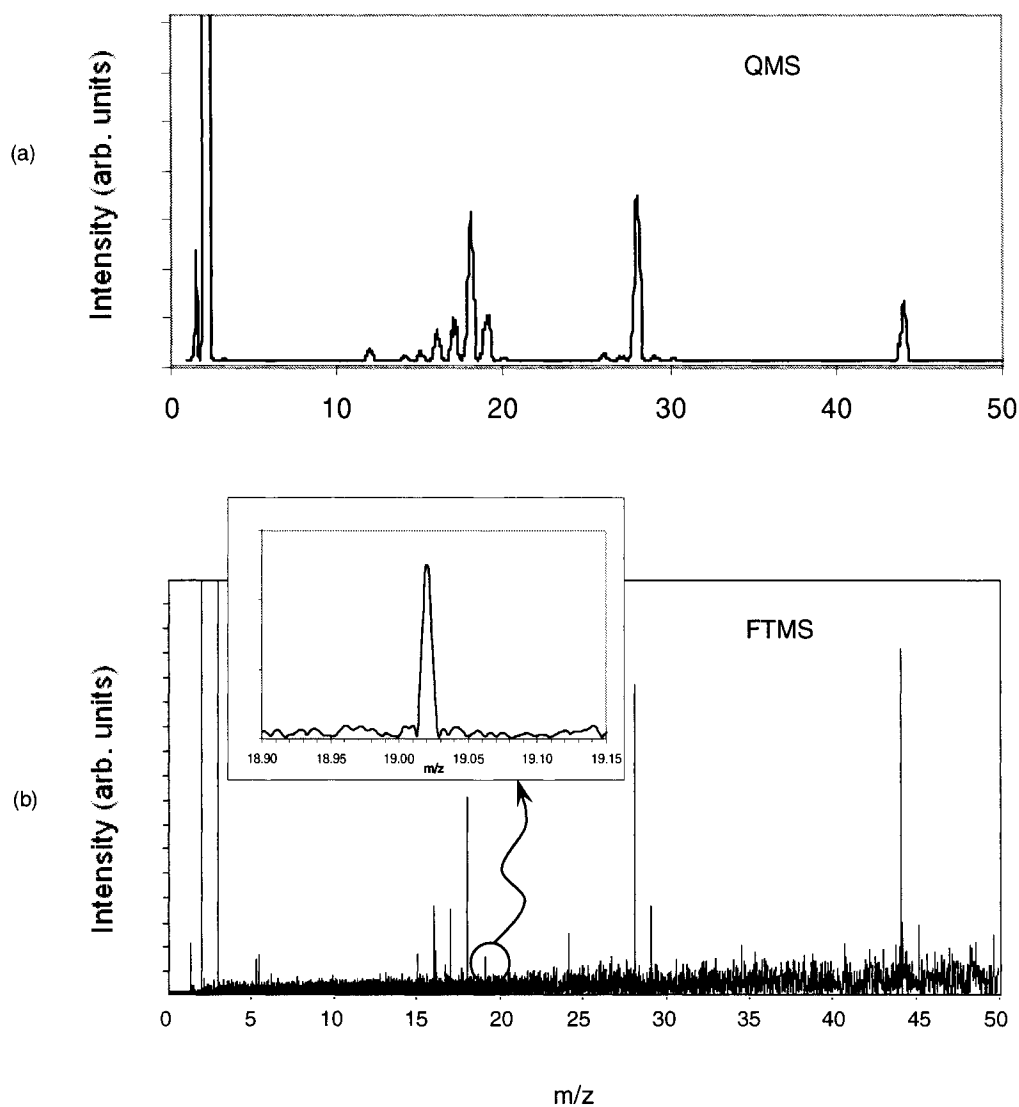 (a)
Intensity (arb. units)
QMS
0 10 20 30 40 50
(b)
Intensity (arb. units)
FTMS
18.90 18.95 19.00 19.05 19.10 19.15
m/z
0 5 10 15 20 25 30 35 40 45 50
m/z